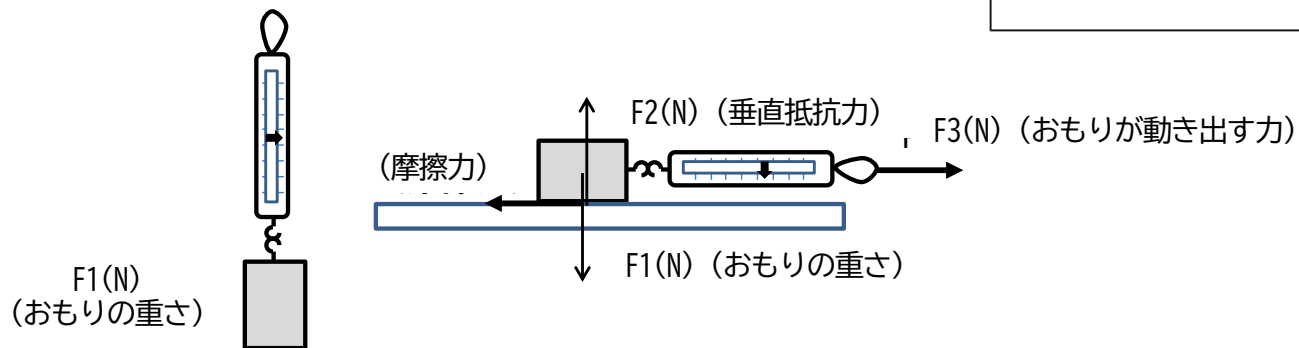 F2(N)（垂直抵抗力）
F3(N)（おもりが動き出す力）
（摩擦力）
F1(N)（おもりの重さ）
F1(N)
（おもりの重さ）